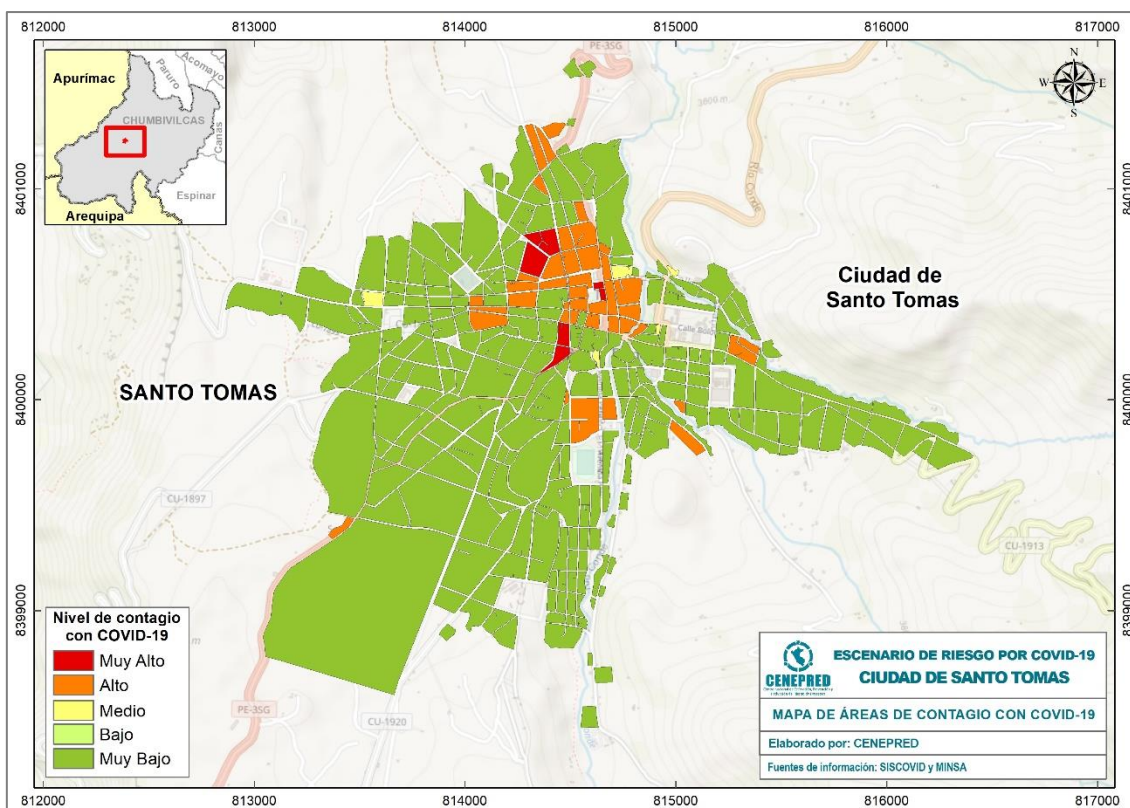 812000 813000 814000 815000 816000 817000
8401000
8400000
8399000
8401000
8400000
8399000
Apurímac
Paruro
Acomayo
CHUMBIVILCAS
Canas
Espinar
Arequipa
PE-3SG
3800 m
N
W E
S
Ciudad de
Santo Tomas
SANTO TOMAS
CU-1897
CU-1913
PE-3SG
CU-1920
Nivel de contagio
con COVID-19
Muy Alto
Alto
Medio
Bajo
Muy Bajo
CENEPRED
ESCENARIO DE RIESGO POR COVID-19
CIUDAD DE SANTO TOMAS
MAPA DE ÁREAS DE CONTAGIO CON COVID-19
Elaborado por: CENEPRED
Fuentes de información: SISCOVID y MINSA
812000 813000 814000 815000 816000 817000